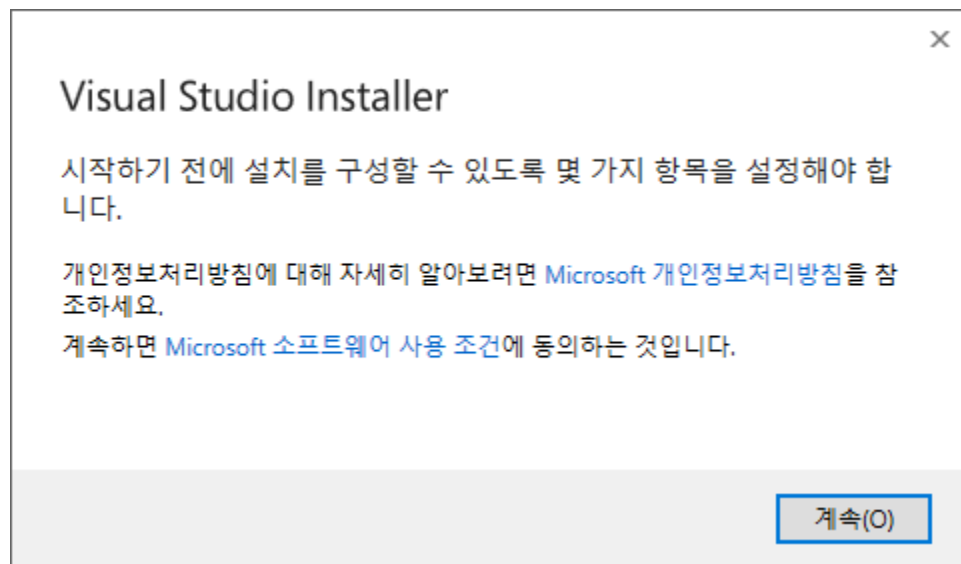 Visual Studio Installer
시작하기 전에 설치를 구성할 수 있도록 몇 가지 항목을 설정해야 합
니다.
개인정보처리방침에 대해 자세히 알아보려면 Microsoft 개인정보처리방침을 참
조하세요.
계속하면 Microsoft 소프트웨어 사용 조건에 동의하는 것입니다.
계속(O)